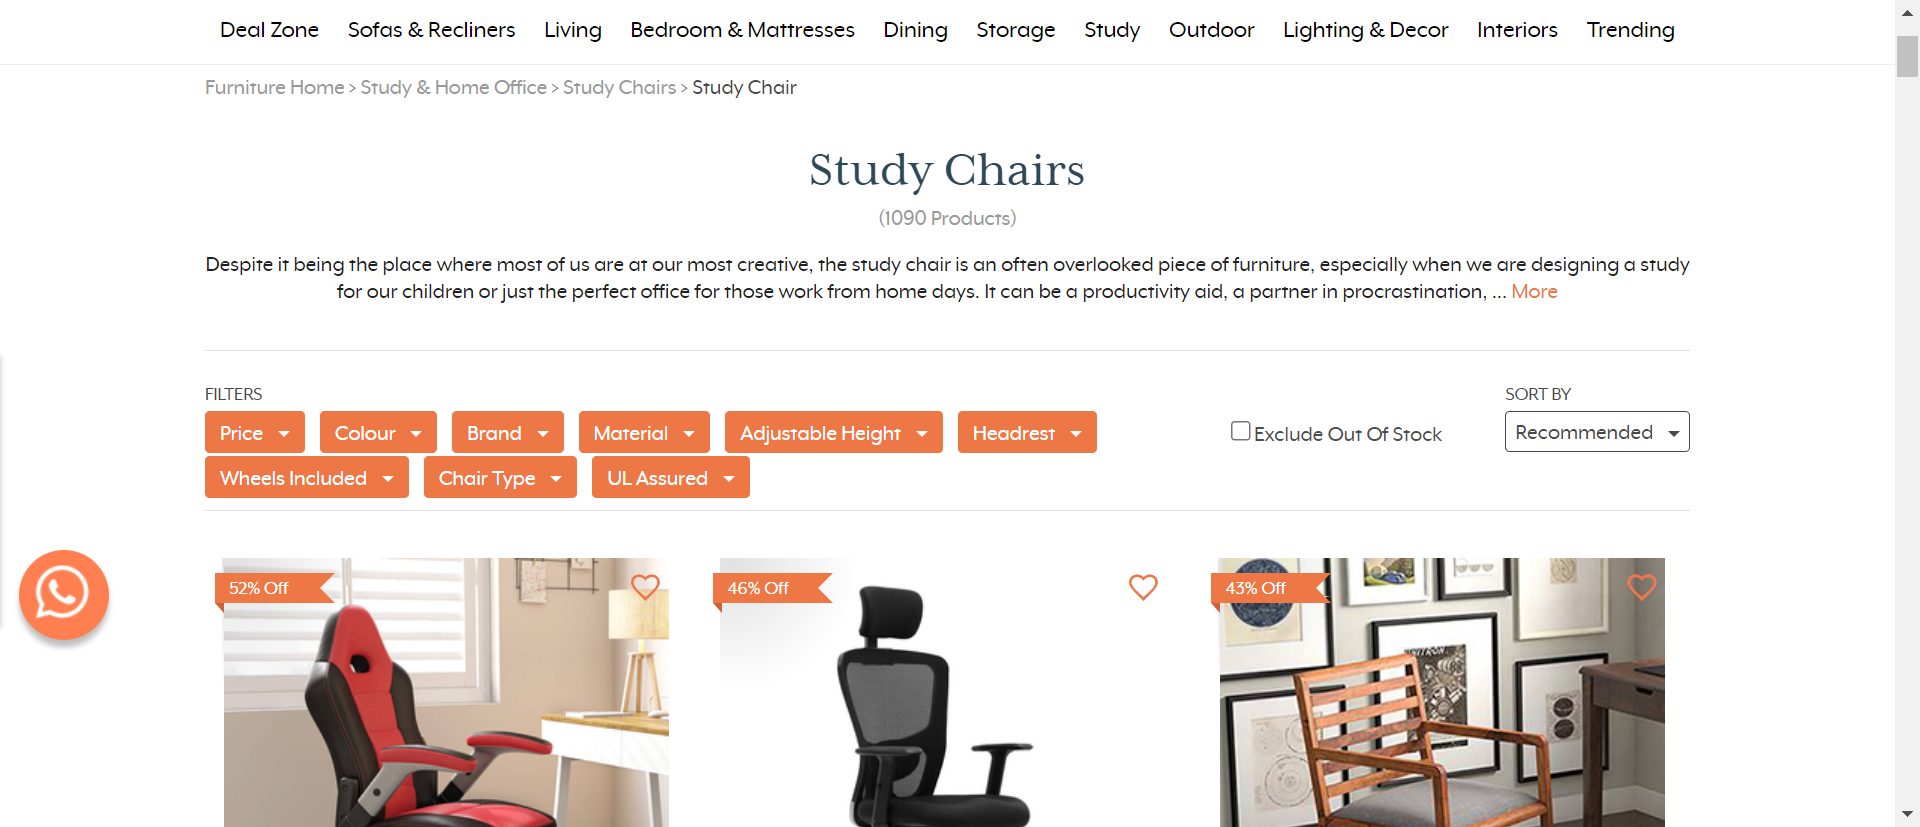 Deal Zone Sofas & Recliners Living Bedroom & Mattresses Dining Storage Study Outdoor Lighting & Decor Interiors Trending
Furniture Home > Study & Home Office > Study Chairs > Study Chair
Study Chairs
(1090 Products)
Despite it being the place where most of us are at our most creative, the study chair is an often overlooked piece of furniture, especially when we are designing a study
for our children or just the perfect office for those work from home days. It can be a productivity aid, a partner in procrastination, ... More
FILTERS
SORT BY
Price Colour Brand Material Adjustable Height Headrest
Exclude Out Of Stock
Recommended
Wheels Included Chair Type UL Assured
52% Off
46% Off
43% Off